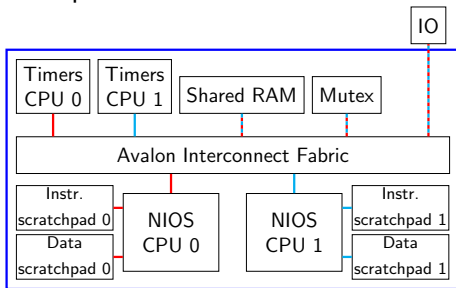 IO
Timers
CPU 0
Timers
CPU 1
Shared RAM
Mutex
Avalon Interconnect Fabric
Instr.
scratchpad 0
Data
scratchpad 0
NIOS
CPU 0
NIOS
CPU 1
Instr.
scratchpad 1
Data
scratchpad 1